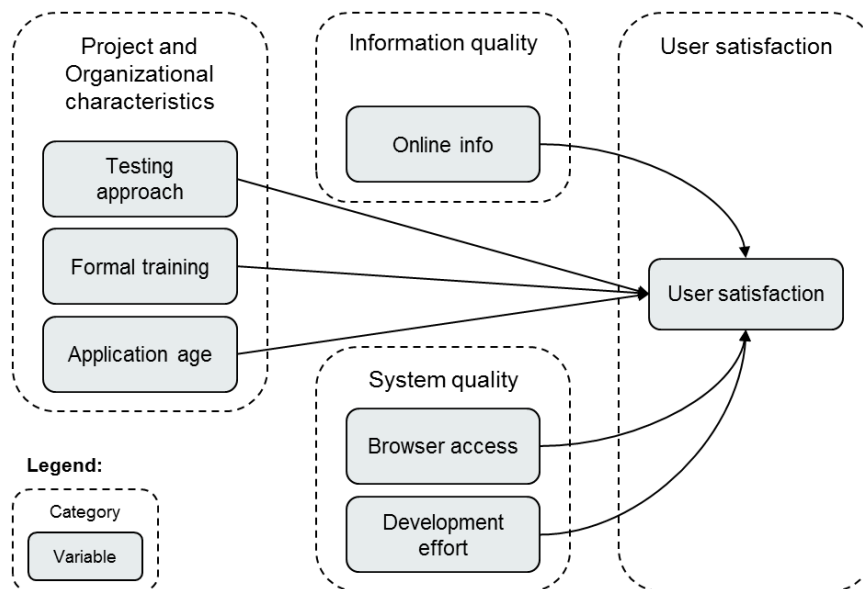 Project and
Organizational
characteristics
Testing
approach
Formal training
Application age
Information quality
Online info
System quality
Browser access
Development
effort
User satisfaction
User satisfaction
Legend:
Category
Variable